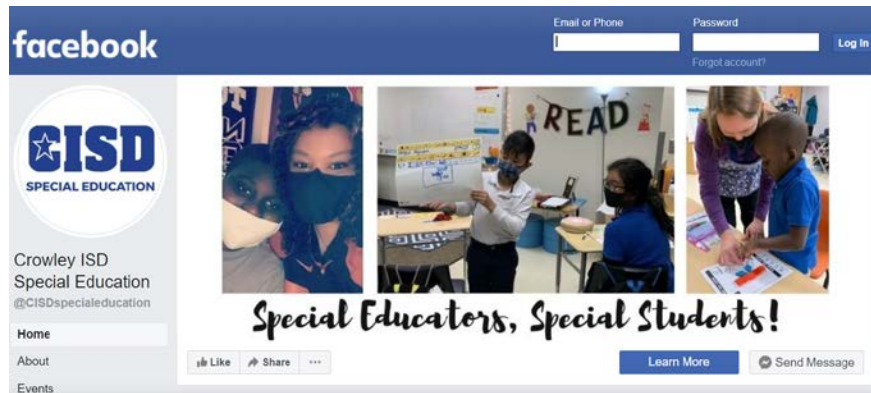 Email or Phone
Password
facebook
Log In
Forgot account?
READ
CISD
SPECIAL EDUCATION
Crowley ISD
Special Education
@CISDspecialeducation
Special Educators, Special Students!
Home
About
Events
Like
Share
Learn More
Send Message